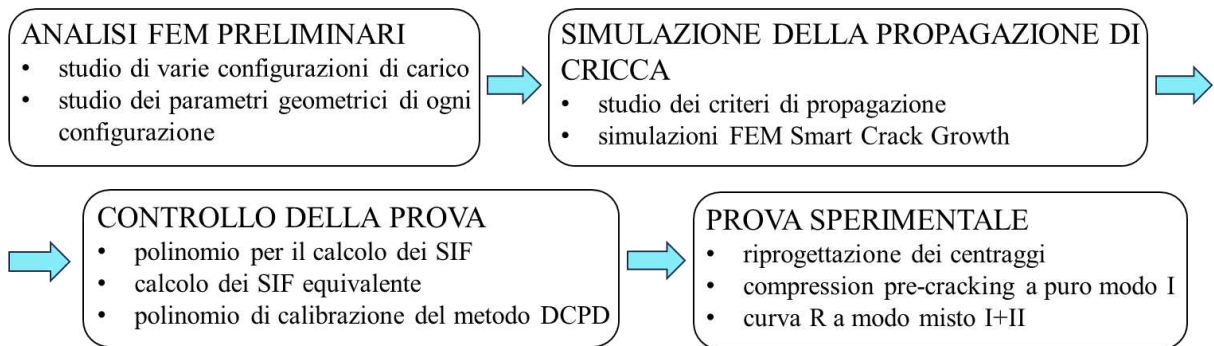 ANALISI FEM PRELIMINARI
• studio di varie configurazioni di carico
• studio dei parametri geometrici di ogni
configurazione
SIMULAZIONE DELLA PROPAGAZIONE DI
CRICCA
• studio dei criteri di propagazione
• simulazioni FEM Smart Crack Growth
CONTROLLO DELLA PROVA
• polinomio per il calcolo dei SIF
• calcolo dei SIF equivalente
• polinomio di calibrazione del metodo DCPD
PROVA SPERIMENTALE
• riprogettazione dei centraggi
• compression pre-cracking a puro modo I
• curva R a modo misto I+II